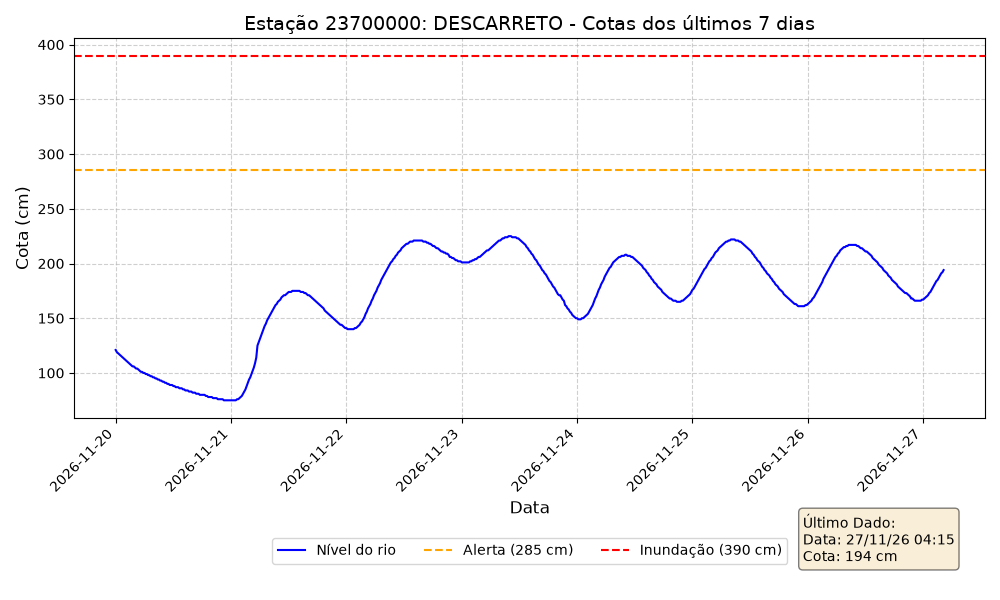 Estação 23700000: DESCARRETO - Cotas dos últimos 7 dias
Cota (cm)
400
350
300
250
200
150
100
2026-11-20
2026-11-21
2026-11-22
2026-11-23
2026-11-24
2026-11-25
2026-11-26
2026-11-27
Data
Nível do rio
Alerta (285 cm)
Inundação (390 cm)
Último Dado:
Data: 27/11/26 04:15
Cota: 194 cm